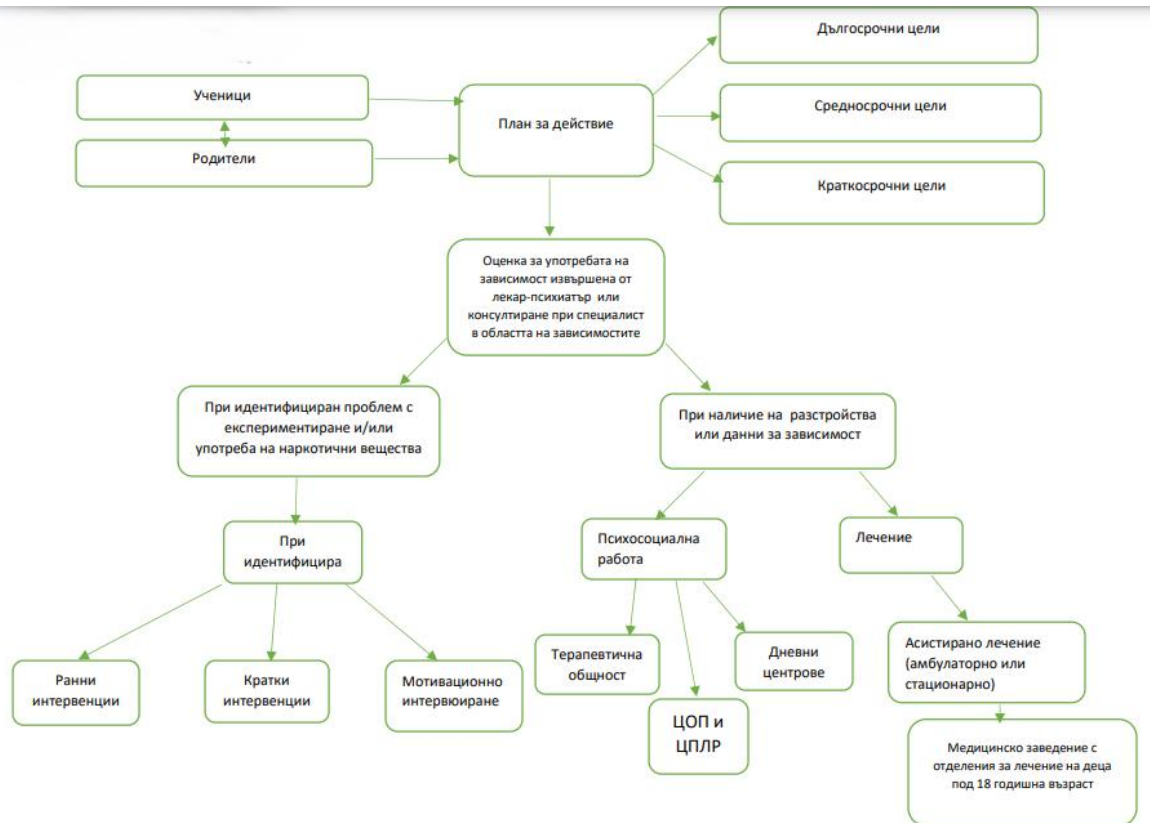 Дългосрочни цели
Ученици
План за действие
Средносрочни цели
Родители
Краткосрочни цели
Оценка за употребата на
зависимост извършена от
лекар-психиатър или
консултиране при специалист
в областта на зависимостите
При идентифициран проблем с
експериментиране и/или
употреба на наркотични вещества
При наличие на разстройства
или данни за зависимост
При
идентифицира
Психосоциална
работа
Лечение
Ранни
интервенции
Кратки
интервенции
Мотивационно
интервюиране
Терапевтична
общност
ЦОП и
ЦПЛР
Дневни
центрове
Асистирано лечение
(амбулаторно или
стационарно)
Медицинско заведение с
отделения за лечение на деца
под 18 годишна възраст